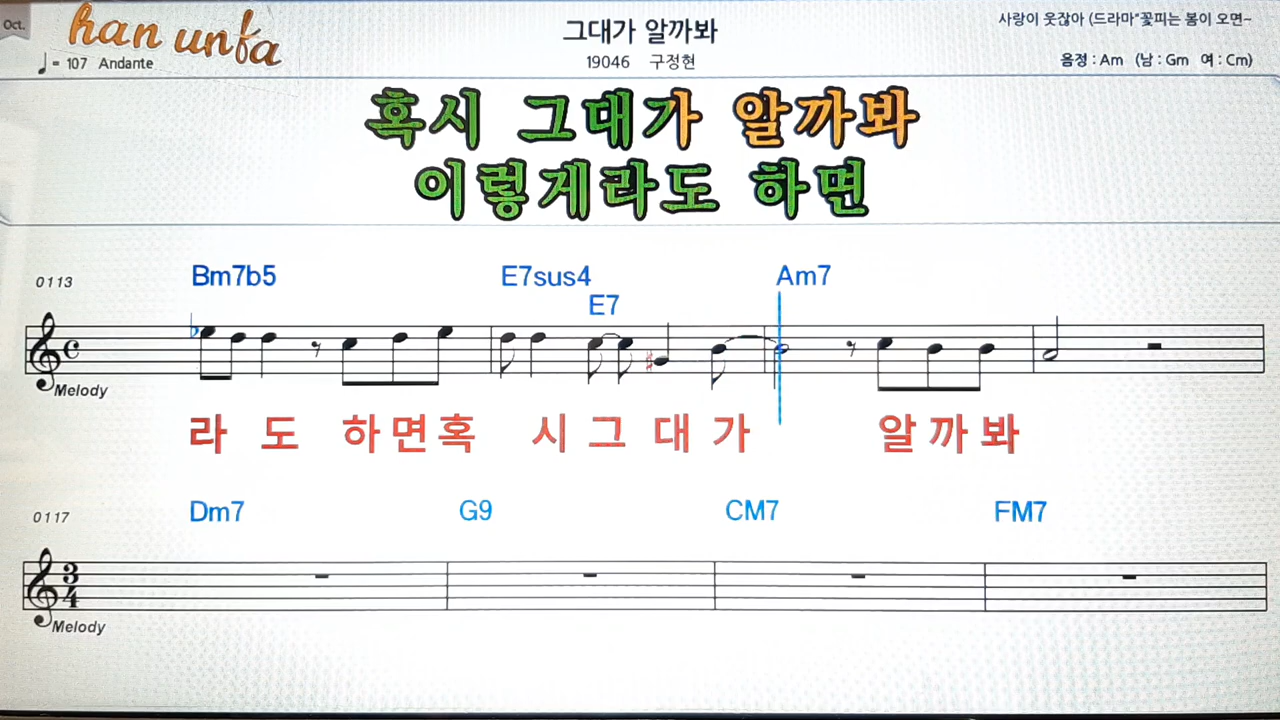 Oct.
han unfa
♩= 107 Andante
그대가 알까봐
19046 구정현
사랑이 웃잖아 (드라마"꽃피는 봄이 오면~
음정 : Am (남 : Gm 여 : Cm)
혹시 그대가 알까봐
이렇게라도 하면
0113
Bm7b5 E7sus4 Am7
E7
Melody
라 도 하면혹 시 그 대 가 알까봐
0117
Dm7 G9 CM7 FM7
3
4
Melody